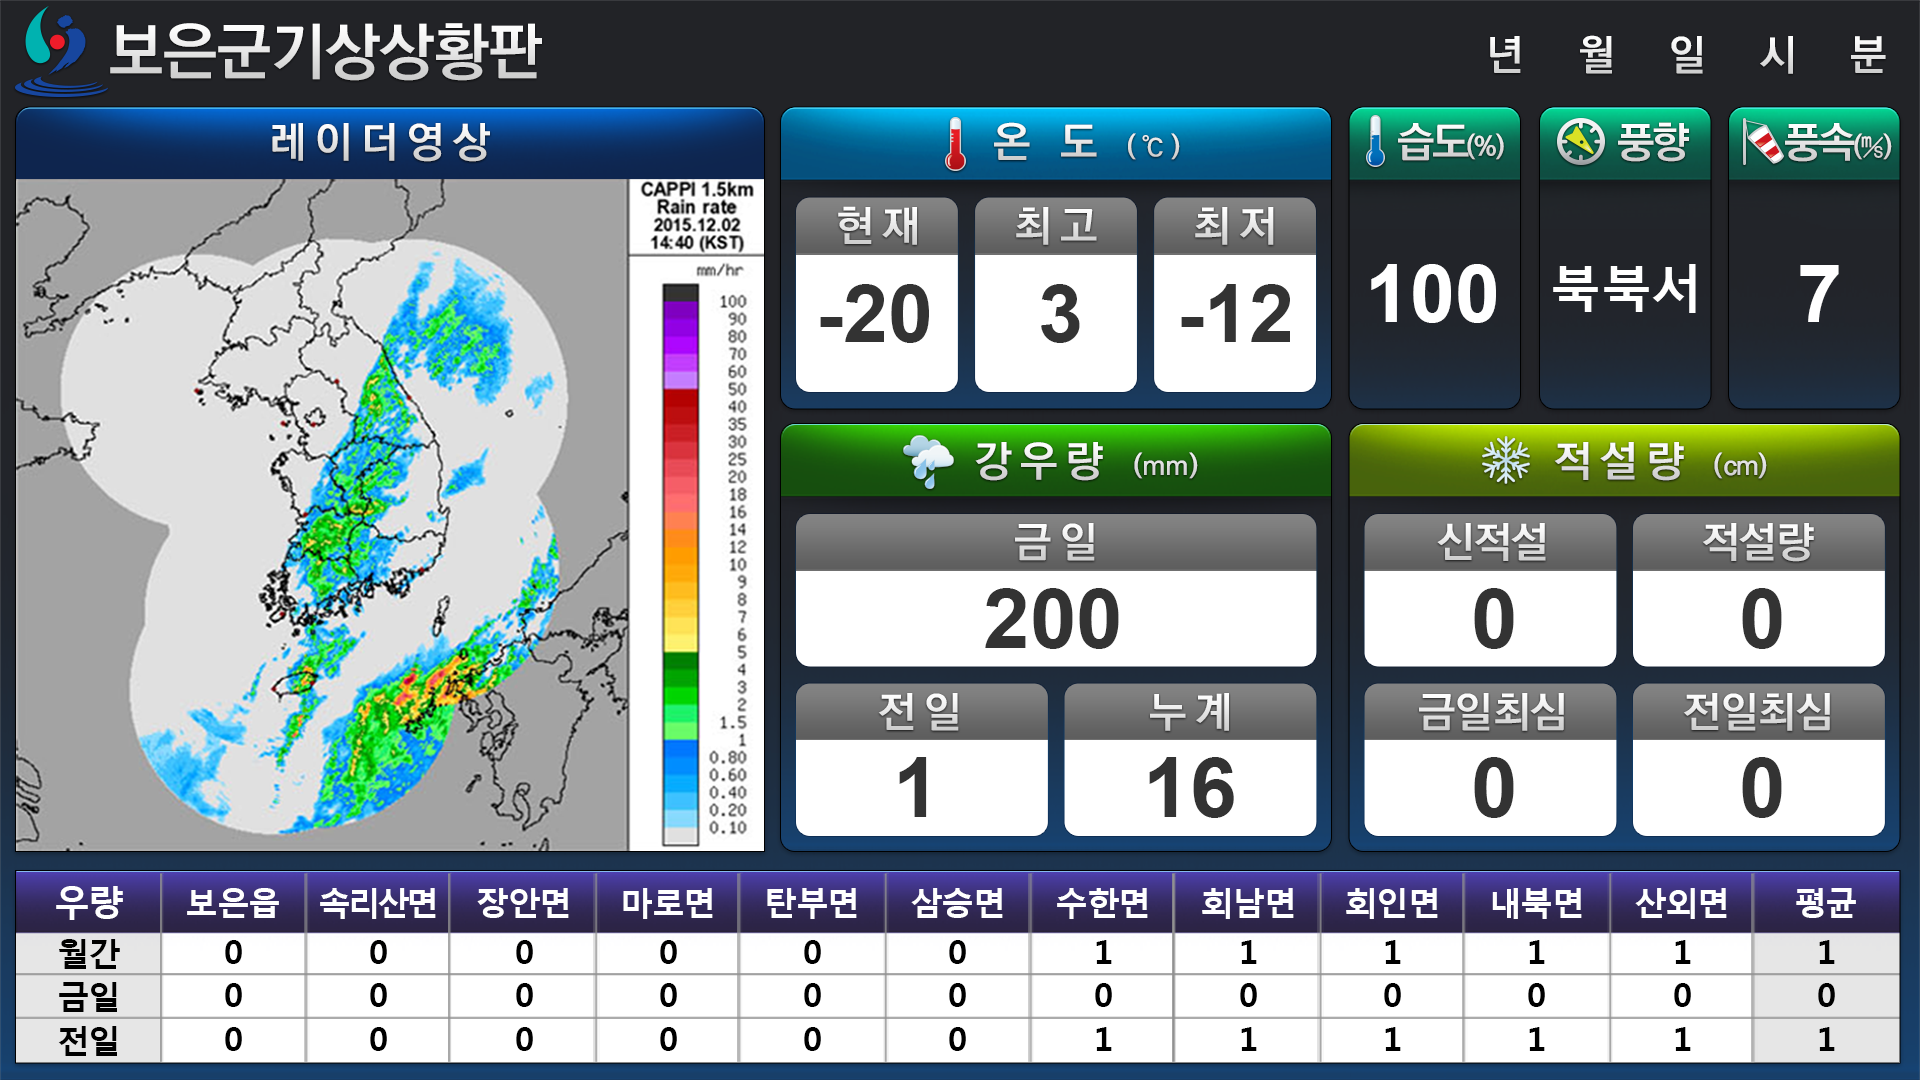 보은군기상상황판
년 월 일 시 분
레이더영상
CAPPI 1.5km
Rain rate
2015.12.02
14:40 (KST)
mm/hr
100
90
80
70
60
50
40
35
30
25
20
18
16
14
12
10
9
8
7
6
5
4
3
2
1.5
1
0.80
0.60
0.40
0.20
0.10
온 도 (℃)
현재 최고 최저
-20 3 -12
습도(%)
100
풍향
북북서
풍속(㎧)
7
강우량 (mm)
금일
200
전일 누계
1 16
적설량 (cm)
신적설 적설량
0 0
금일최심 전일최심
0 0
우량 보은읍 속리산면 장안면 마로면 탄부면 삼승면 수한면 회남면 회인면 내북면 산외면 평균
월간 0 0 0 0 0 0 1 1 1 1 1 1
금일 0 0 0 0 0 0 0 0 0 0 0 0
전일 0 0 0 0 0 0 1 1 1 1 1 1